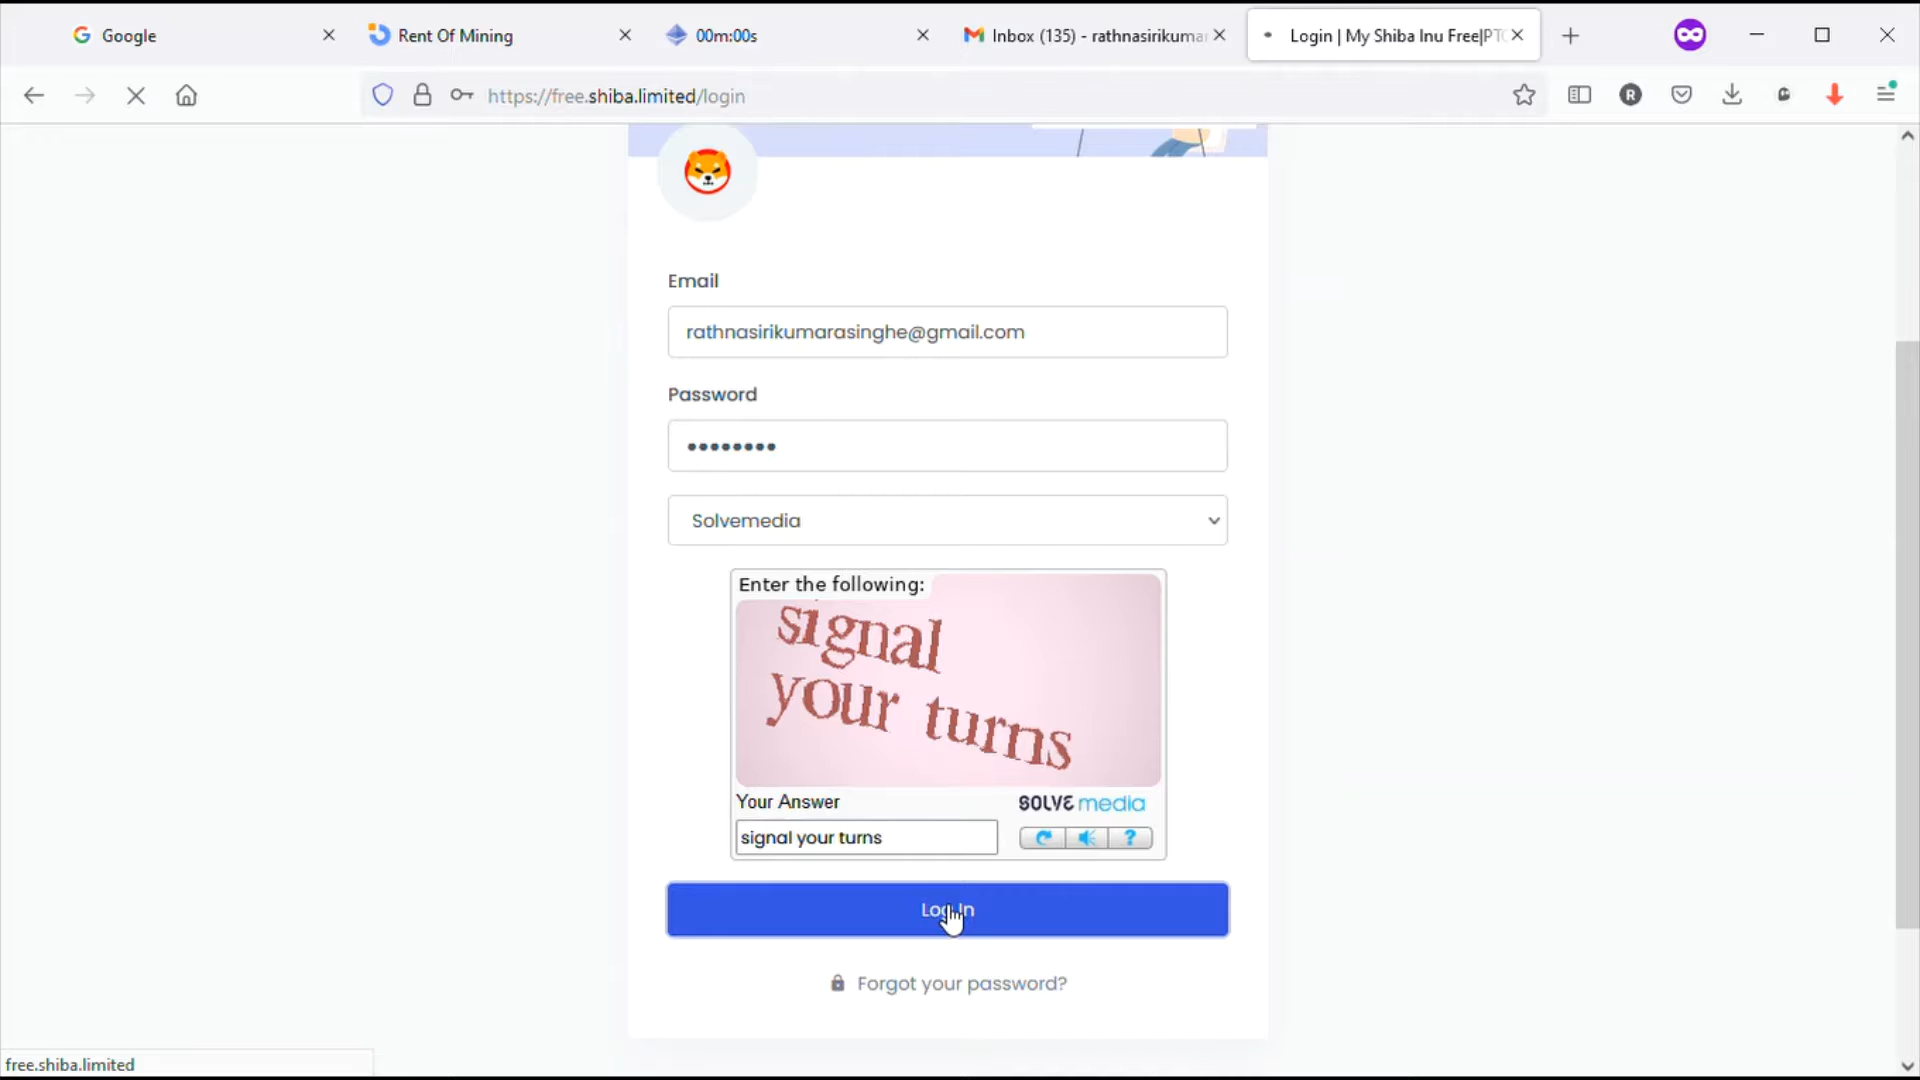 Google
Rent Of Mining
00m:00s
Inbox (135) - rathnasirikumar
Login | My Shiba Inu Free|PTC
https://free.shiba.limited/login
R
Email
rathnasirikumarasinghe@gmail.com
Password
Solvemedia
Enter the following:
signal
your turns
Your Answer
SOLVE media
signal your turns
?
Log In
Forgot your password?
free.shiba.limited